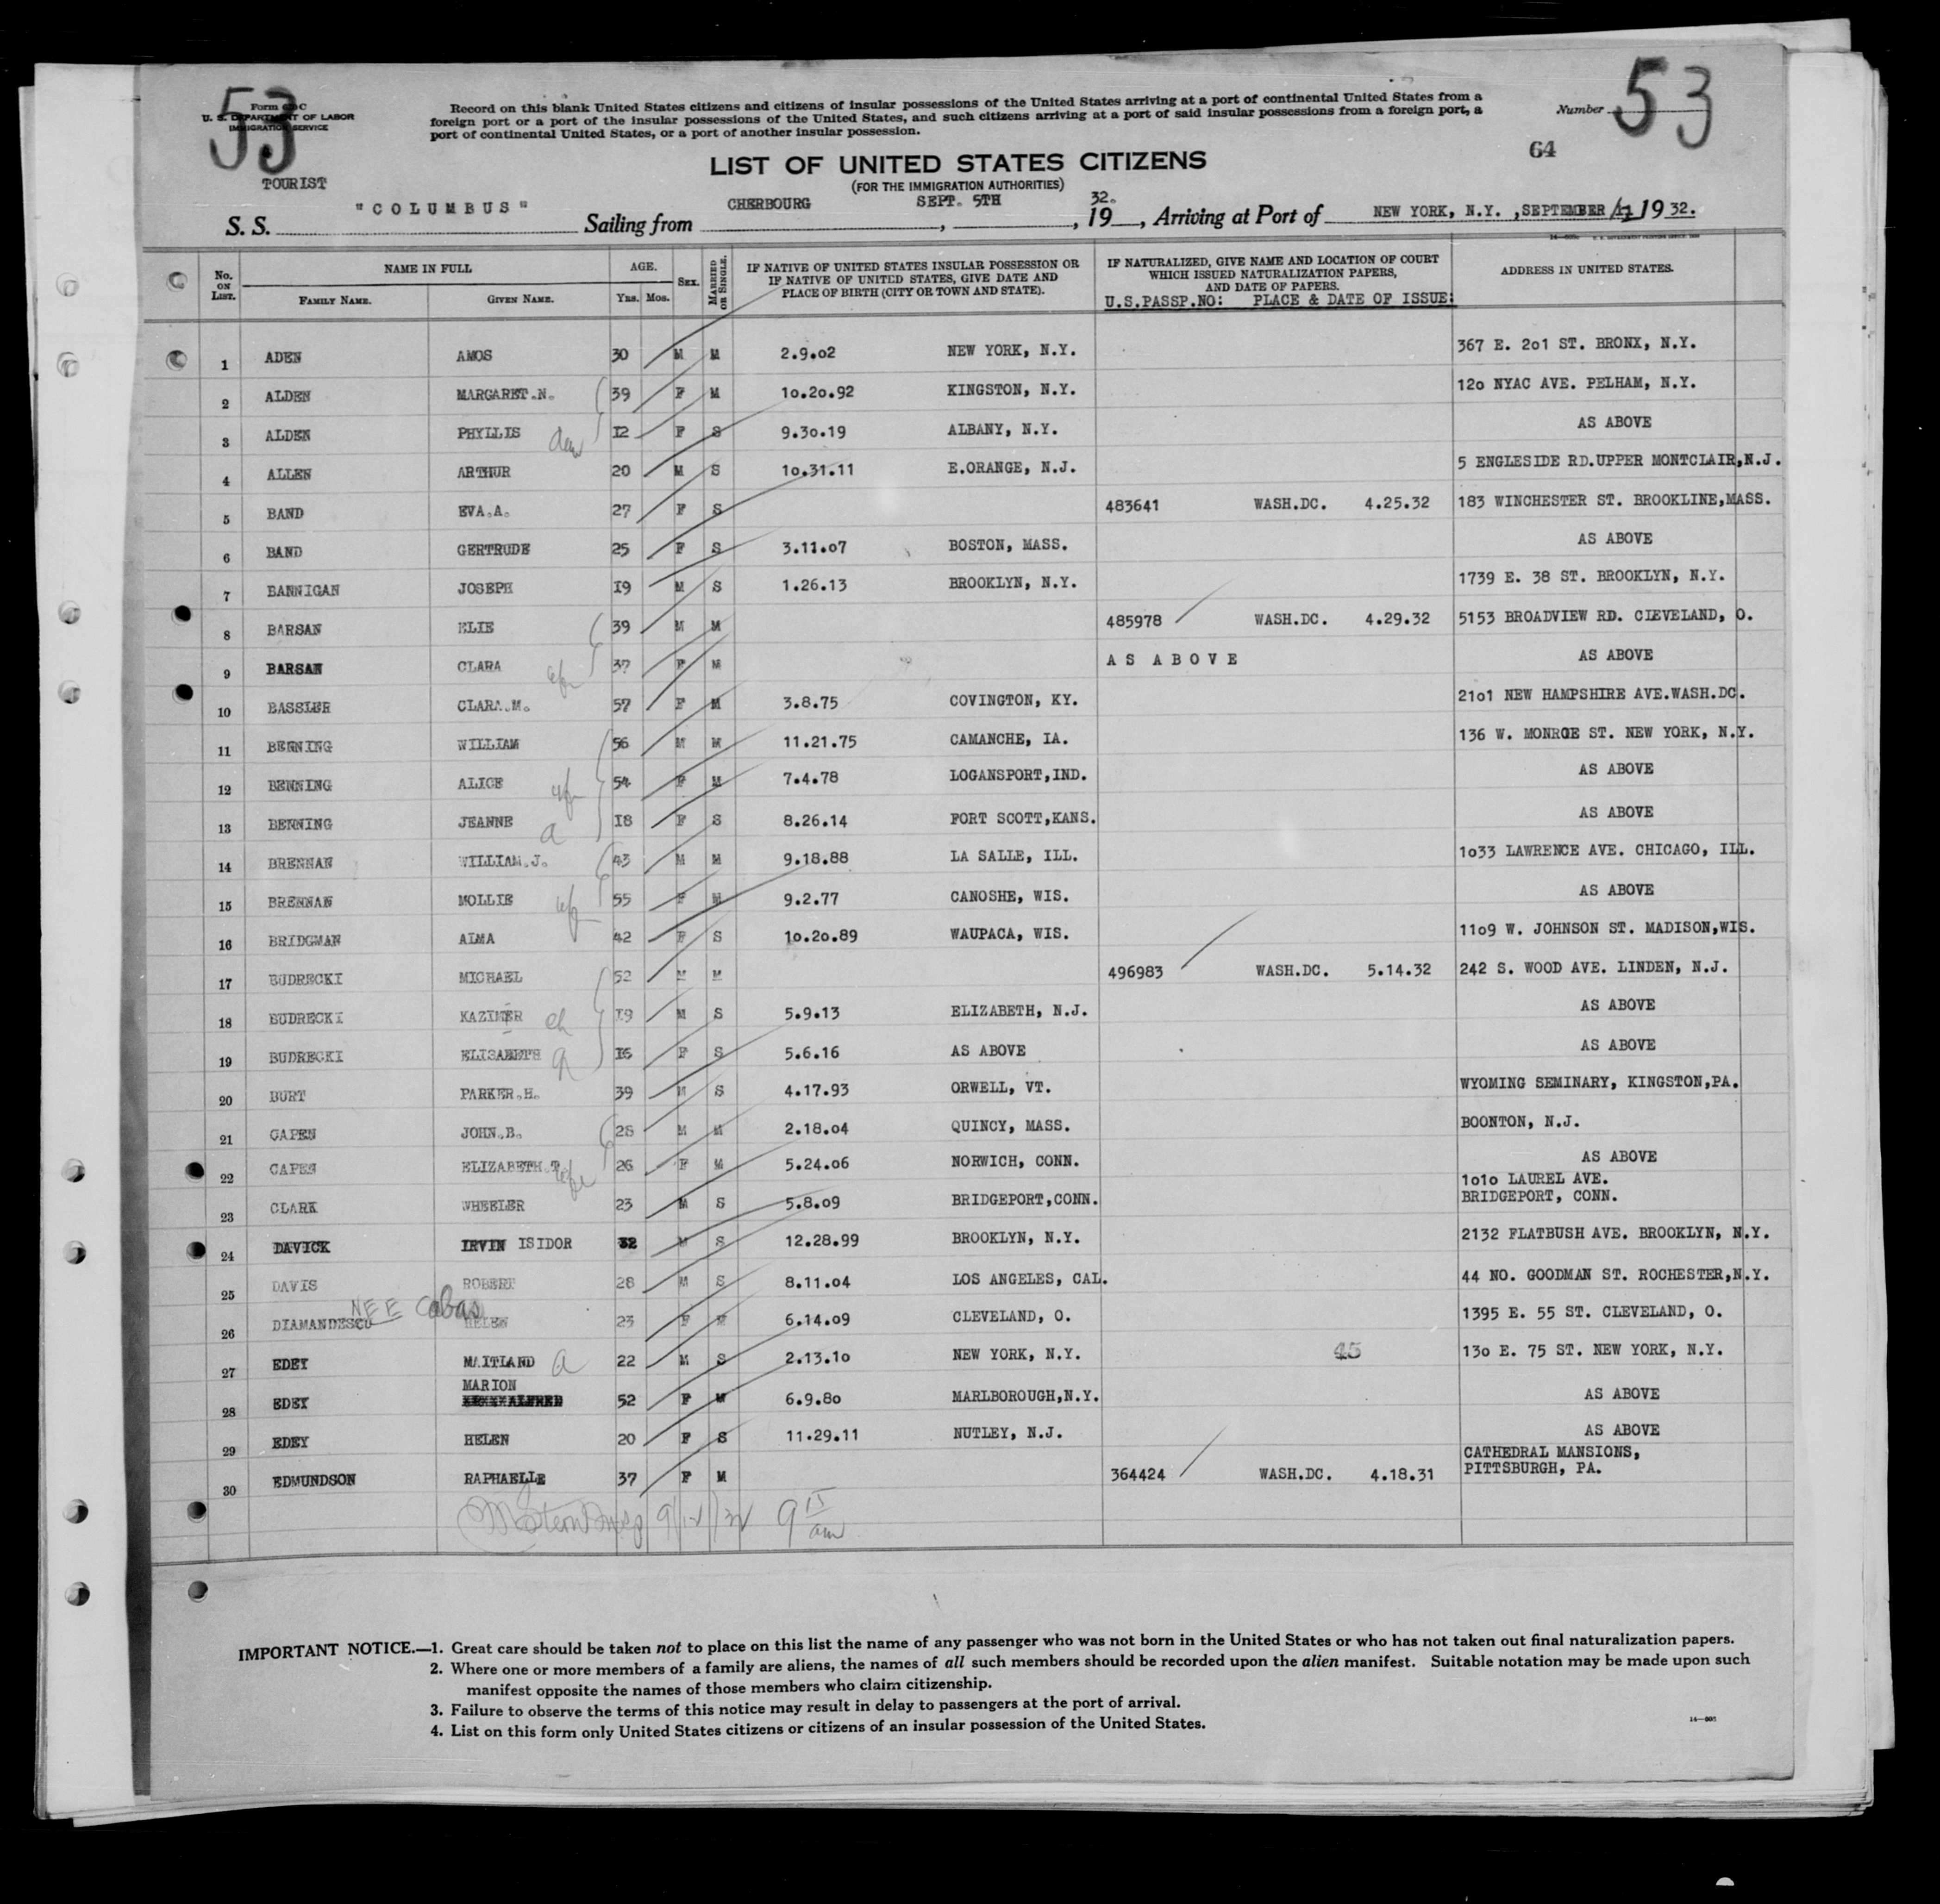 53
Form 630 C
U. S. DEPARTMENT OF LABOR
IMMIGRATION SERVICE
TOURIST
Record on this blank United States citizens and citizens of insular possessions of the United States arriving at a port of continental United States from a
foreign port or a port of the insular possessions of the United States, and such citizens arriving at a port of said insular possessions from a foreign port, a
port of continental United States, or a port of another insular possession.
Number 53
64
LIST OF UNITED STATES CITIZENS
(FOR THE IMMIGRATION AUTHORITIES)
S. S. "COLUMBUS" Sailing from CHERBOURG, SEPT. 5TH, 1932., Arriving at Port of NEW YORK, N.Y., SEPTEMBER 1932.
No. ON LIST. NAME IN FULL FAMILY NAME. GIVEN NAME. AGE. Yrs. Mos. SEX. MARRIED OR SINGLE. IF NATIVE OF UNITED STATES INSULAR POSSESSION OR IF NATIVE OF UNITED STATES, GIVE DATE AND PLACE OF BIRTH (CITY OR TOWN AND STATE). IF NATURALIZED, GIVE NAME AND LOCATION OF COURT WHICH ISSUED NATURALIZATION PAPERS, AND DATE OF PAPERS. ADDRESS IN UNITED STATES.
U.S.PASSP.NO: PLACE & DATE OF ISSUE:
1 ADEN AMOS 30 M M 2.9.02 NEW YORK, N.Y. 367 E. 201 ST. BRONX, N.Y.
2 ALDEN MARGARET.N. 39 F M 10.20.92 KINGSTON, N.Y. 120 NYAC AVE. PELHAM, N.Y.
3 ALDEN PHYLLIS dau 12 F S 9.30.19 ALBANY, N.Y. AS ABOVE
4 ALLEN ARTHUR 20 M S 10.31.11 E.ORANGE, N.J. 5 ENGLESIDE RD.UPPER MONTCLAIR,N.J.
5 BAND EVA.A. 27 F S 483641 WASH.DC. 4.25.32 183 WINCHESTER ST. BROOKLINE,MASS.
6 BAND GERTRUDE 25 F S 3.11.07 BOSTON, MASS. AS ABOVE
7 BANNIGAN JOSEPH 19 M S 1.26.13 BROOKLYN, N.Y. 1739 E. 38 ST. BROOKLYN, N.Y.
8 BARSAN ELIE 39 M M 485978 WASH.DC. 4.29.32 5153 BROADVIEW RD. CLEVELAND, O.
9 BARSAN CLARA 37 F M AS ABOVE AS ABOVE
10 BASSLER CLARA.M. 57 F M 3.8.75 COVINGTON, KY. 2101 NEW HAMPSHIRE AVE.WASH.DC.
11 BENNING WILLIAM 56 M M 11.21.75 CAMANCHE, IA. 136 W. MONROE ST. NEW YORK, N.Y.
12 BENNING ALICE 54 F M 7.4.78 LOGANSPORT,IND. AS ABOVE
13 BENNING JEANNE 18 F S 8.26.14 FORT SCOTT,KANS. AS ABOVE
14 BRENNAN WILLIAM.J. 43 M M 9.18.88 LA SALLE, ILL. 1033 LAWRENCE AVE. CHICAGO, ILL.
15 BRENNAN MOLLIE 55 F M 9.2.77 CANOSHE, WIS. AS ABOVE
16 BRIDGMAN ALMA 42 F S 10.20.89 WAUPACA, WIS. 1109 W. JOHNSON ST. MADISON,WIS.
17 BUDRECKI MICHAEL 52 M M 496983 WASH.DC. 5.14.32 242 S. WOOD AVE. LINDEN, N.J.
18 BUDRECKI KAZIMER ch 19 M S 5.9.13 ELIZABETH, N.J. AS ABOVE
19 BUDRECKI ELISABETH 16 F S 5.6.16 AS ABOVE AS ABOVE
20 BURT PARKER.H. 39 M S 4.17.93 ORWELL, VT. WYOMING SEMINARY, KINGSTON,PA.
21 CAPEN JOHN.B. 28 M M 2.18.04 QUINCY, MASS. BOONTON, N.J.
22 CAPEN ELIZABETH.T. 26 F M 5.24.06 NORWICH, CONN. AS ABOVE
23 CLARK WHEELER 23 M S 5.8.09 BRIDGEPORT,CONN. 1010 LAUREL AVE.
BRIDGEPORT, CONN.
24 DAVICK IRVIN ISIDOR 32 M S 12.28.99 BROOKLYN, N.Y. 2132 FLATBUSH AVE. BROOKLYN, N.Y.
25 DAVIS ROBERT 28 M S 8.11.04 LOS ANGELES, CAL. 44 NO. GOODMAN ST. ROCHESTER,N.Y.
NEE Cabas
26 DIAMANDESCU HELEN 23 F M 6.14.09 CLEVELAND, O. 1395 E. 55 ST. CLEVELAND, O.
27 EDEY MAITLAND 22 M S 2.13.10 NEW YORK, N.Y. 45 130 E. 75 ST. NEW YORK, N.Y.
MARION
28 EDEY ALFRED 52 F M 6.9.80 MARLBOROUGH,N.Y. AS ABOVE
29 EDEY HELEN 20 F S 11.29.11 NUTLEY, N.J. AS ABOVE
30 EDMUNDSON RAPHAELLE 37 F M 364424 WASH.DC. 4.18.31 CATHEDRAL MANSIONS,
PITTSBURGH, PA.
9/12/32 9 15 am
IMPORTANT NOTICE.—1. Great care should be taken not to place on this list the name of any passenger who was not born in the United States or who has not taken out final naturalization papers.
2. Where one or more members of a family are aliens, the names of all such members should be recorded upon the alien manifest. Suitable notation may be made upon such
manifest opposite the names of those members who claim citizenship.
3. Failure to observe the terms of this notice may result in delay to passengers at the port of arrival.
4. List on this form only United States citizens or citizens of an insular possession of the United States.